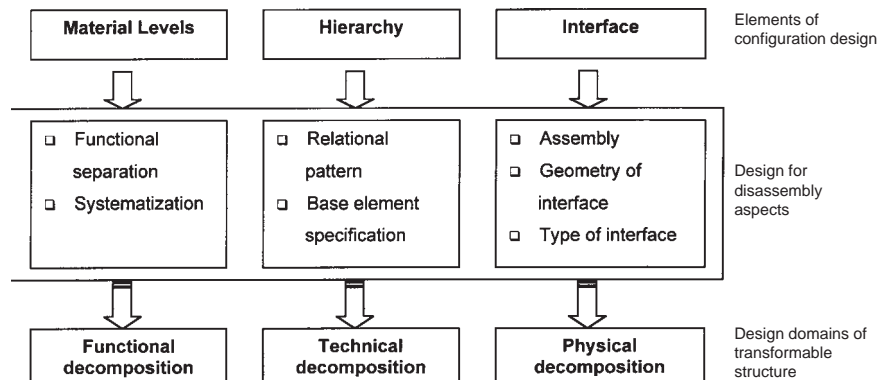 Material Levels
Hierarchy
Interface
Elements of
configuration design
❑ Functional
separation
❑ Systematization
❑ Relational
pattern
❑ Base element
specification
❑ Assembly
❑ Geometry of
interface
❑ Type of interface
Design for
disassembly
aspects
Functional
decomposition
Technical
decomposition
Physical
decomposition
Design domains of
transformable
structure